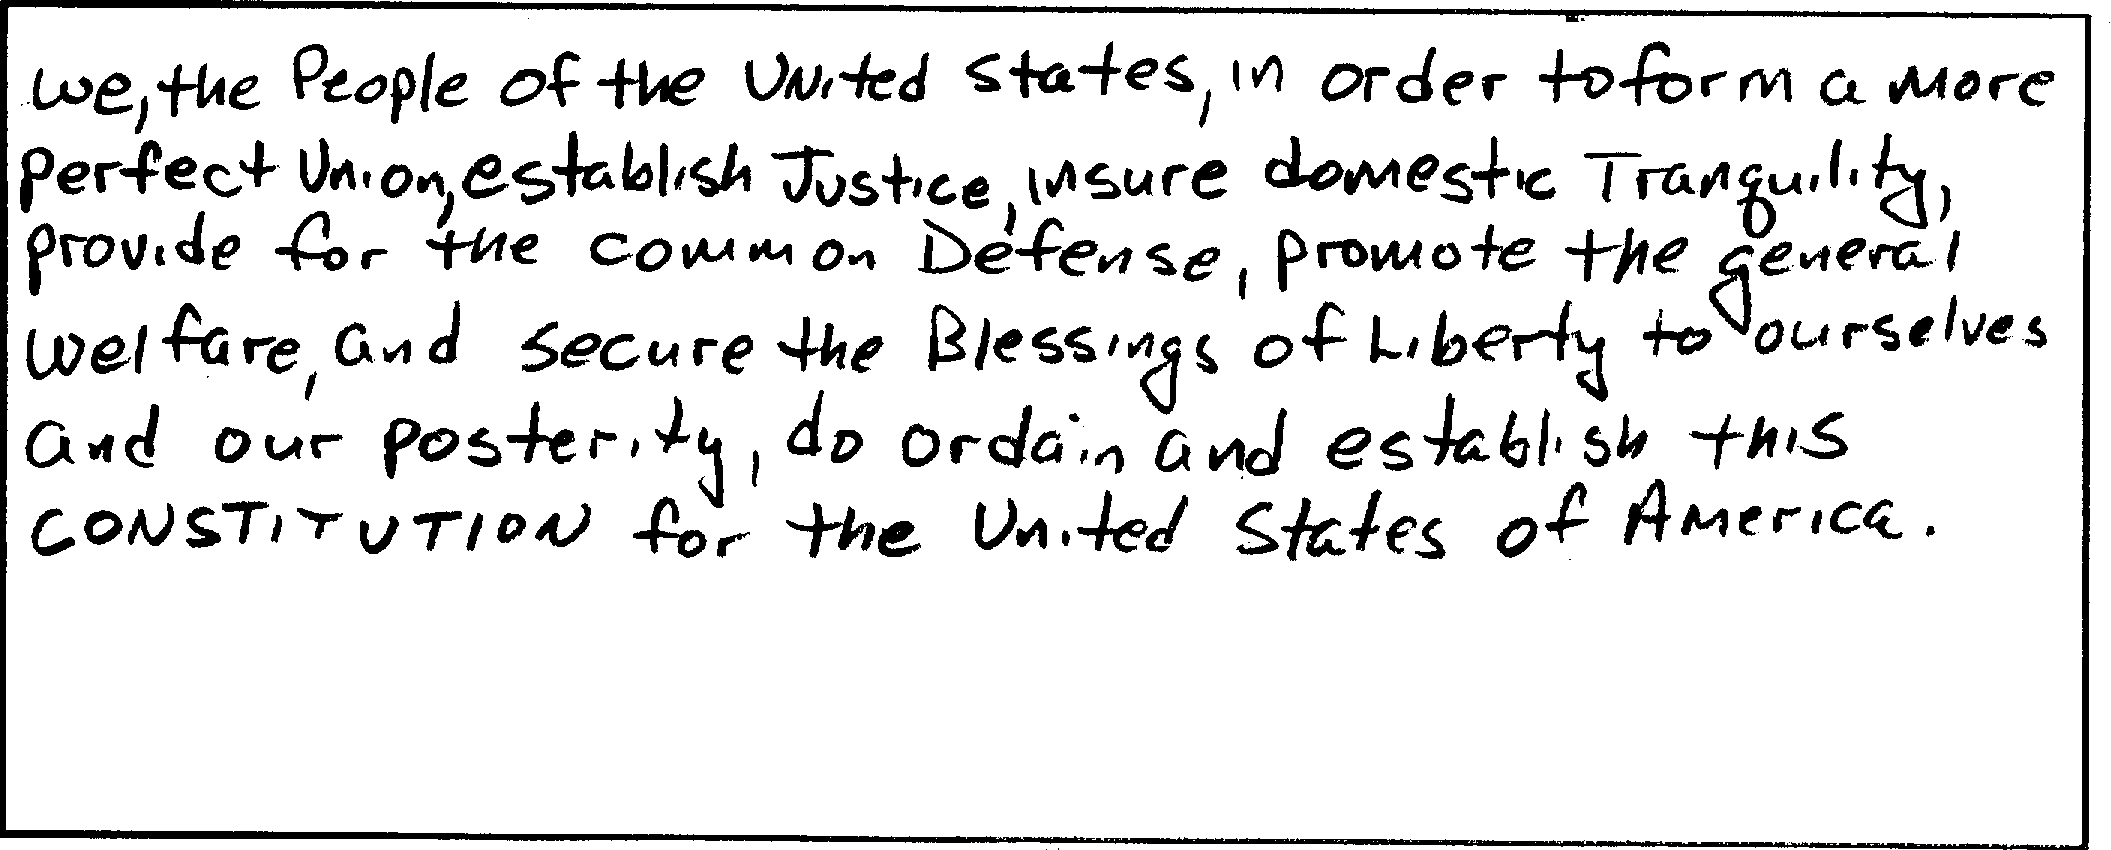 We, the People of the United States, in order to form a more
perfect Union, establish Justice, insure domestic Tranquility,
provide for the common Defense, promote the general
welfare, and secure the Blessings of Liberty to ourselves
and our posterity, do ordain and establish this
CONSTITUTION for the United States of America.